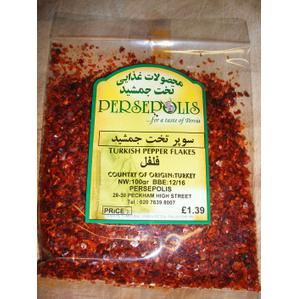 محصولات غذایی
تخت جمشید
PERSEPOLIS
...for a taste of Persia
سوپر تخت جمشید
TURKISH PEPPER FLAKES
فلفل
COUNTRY OF ORIGIN:TURKEY
NW:100gr BBE:12/16
PERSEPOLIS
28-30 PECKHAM HIGH STREET
Tel : 020 7639 8007
PRICE: £1.39